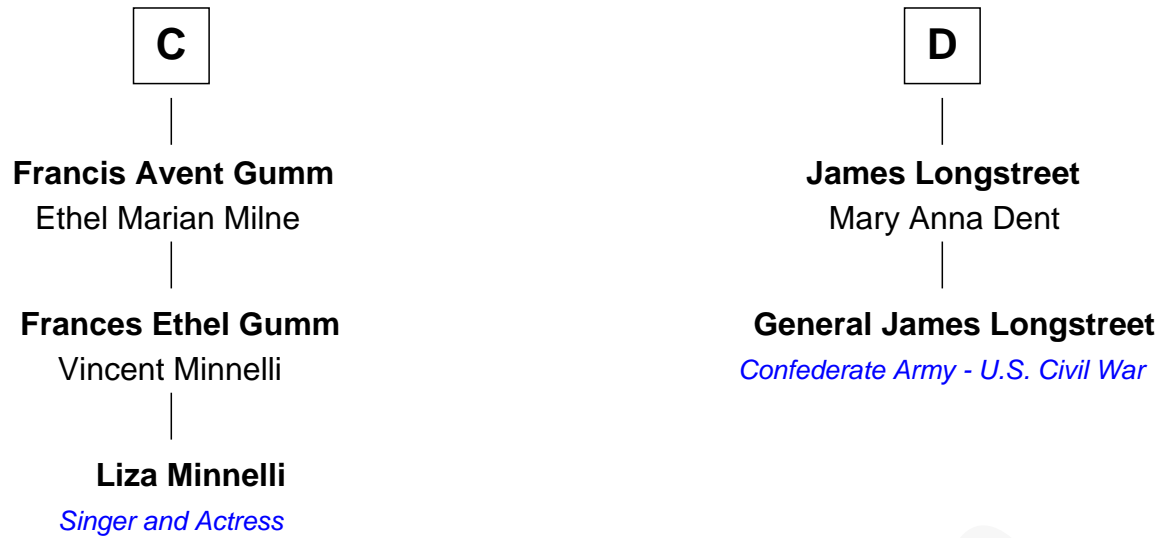 C
Francis Avent Gumm
Ethel Marian Milne
Frances Ethel Gumm
Vincent Minnelli
Liza Minnelli
Singer and Actress
D
James Longstreet
Mary Anna Dent
General James Longstreet
Confederate Army - U.S. Civil War